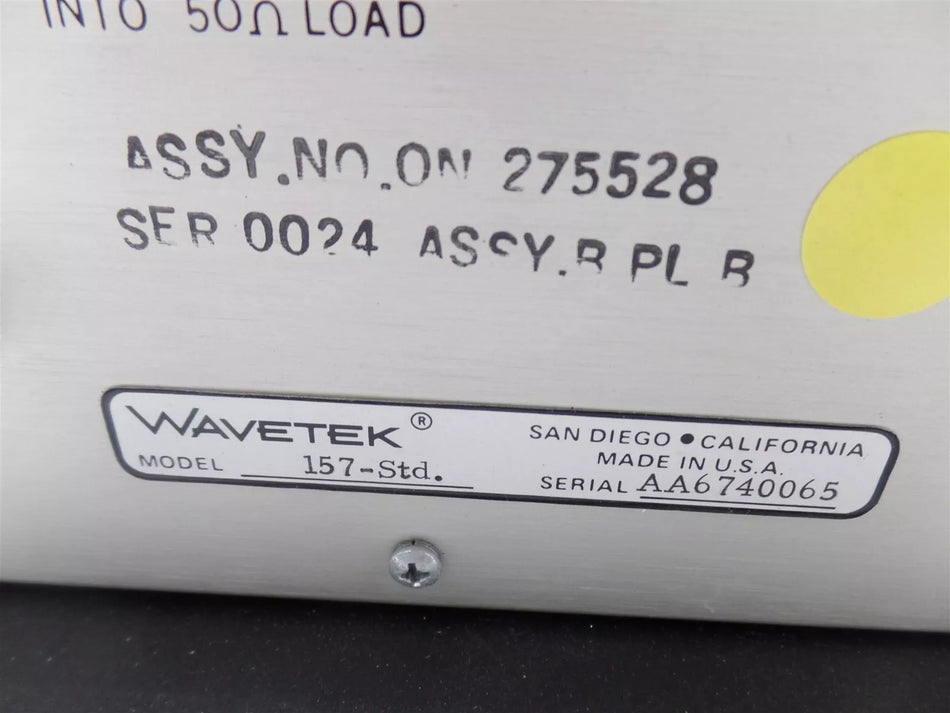 INTO 50Ω LOAD
ASSY.NO.ON 275528
SER 0024 ASSY.B PL B
WAVETEK®
MODEL 157-Std.
SAN DIEGO • CALIFORNIA
MADE IN U.S.A.
SERIAL AA6740065